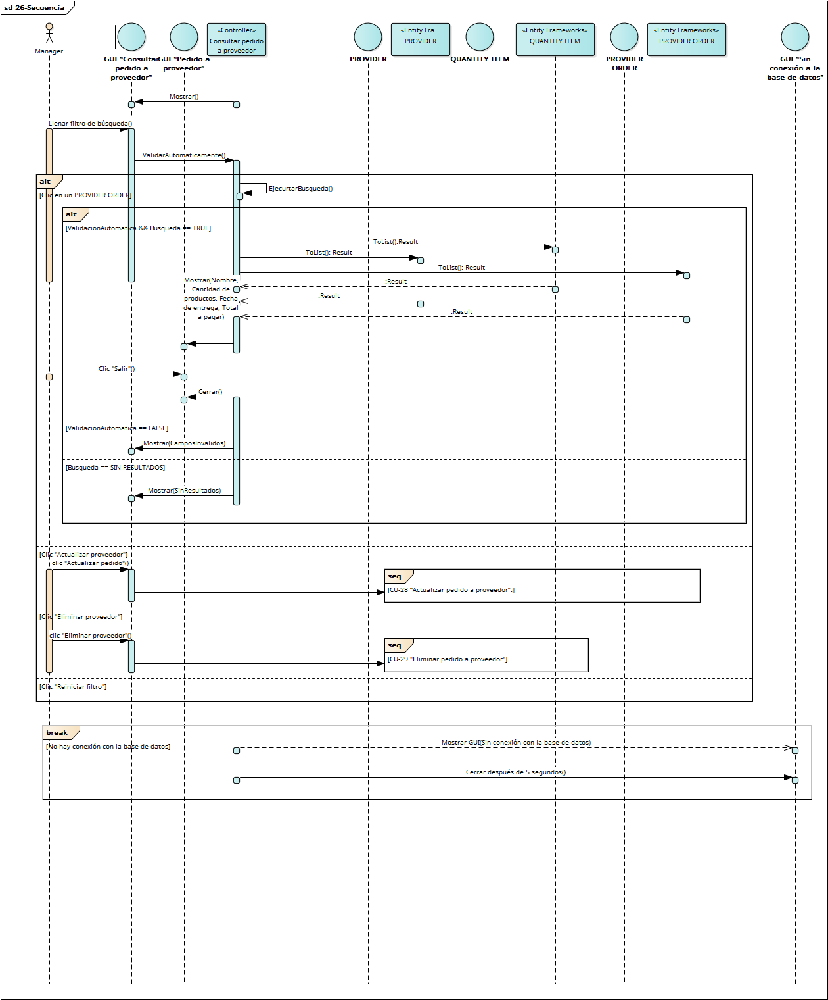 sd 26-Secuencia
Manager
GUI "Consultar
pedido a
proveedor"
GUI "Pedido a
proveedor"
«Controller»
Consultar pedido
a proveedor
PROVIDER
«Entity Fra...
PROVIDER
QUANTITY ITEM
«Entity Frameworks»
QUANTITY ITEM
PROVIDER
ORDER
«Entity Frameworks»
PROVIDER ORDER
GUI "Sin
conexión a la
base de datos"
Mostrar()
Llenar filtro de búsqueda()
ValidarAutomaticamente()
alt
[Clic en un PROVIDER ORDER]
EjecurtarBusqueda()
alt
[ValidacionAutomatica && Busqueda == TRUE]
ToList():Result
ToList(): Result
ToList(): Result
Mostrar(Nombre,
Cantidad de
productos, Fecha
de entrega, Total
a pagar)
:Result
:Result
:Result
Clic "Salir"()
Cerrar()
[ValidacionAutomatica == FALSE]
Mostrar(CamposInvalidos)
[Busqueda == SIN RESULTADOS]
Mostrar(SinResultados)
[Clic "Actualizar proveedor"]
clic "Actualizar pedido"()
seq
[CU-28 “Actualizar pedido a proveedor”.]
[Clic "Eliminar proveedor"]
clic "Eliminar proveedor"()
seq
[CU-29 "Eliminar pedido a proveedor"]
[Clic "Reiniciar filtro"]
break
[No hay conexión con la base de datos]
Mostrar GUI(Sin conexión con la base de datos)
Cerrar después de 5 segundos()